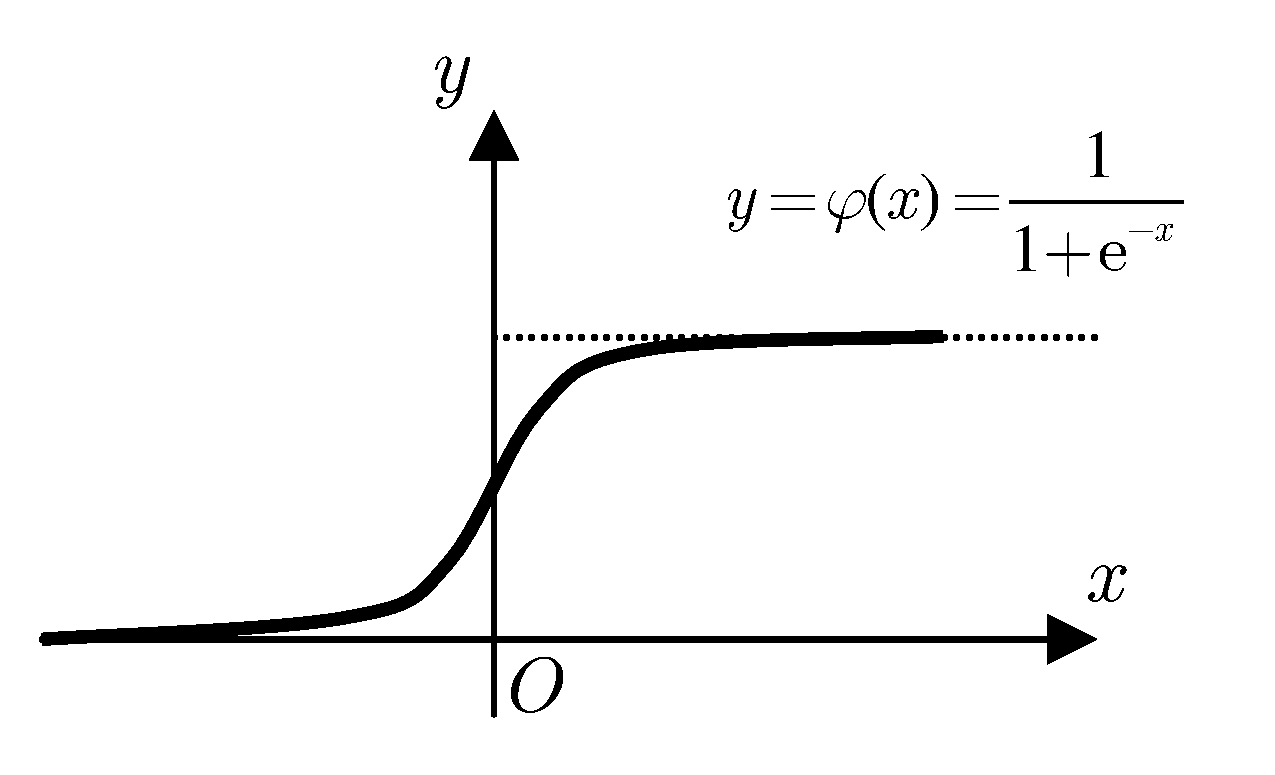 y
y = φ(x) = 1 / (1 + e^{-x})
x
O